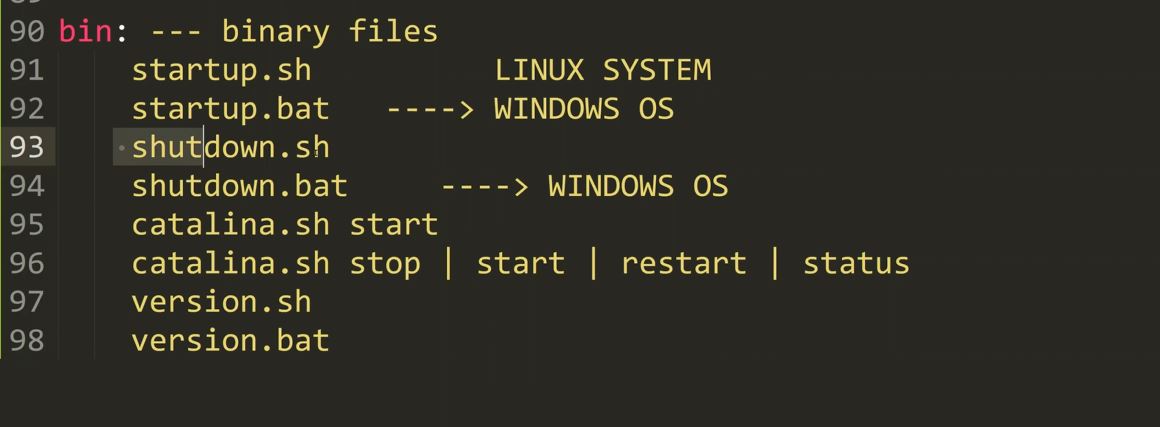 90 bin: --- binary files
91 startup.sh LINUX SYSTEM
92 startup.bat ----> WINDOWS OS
93 shutdown.sh
94 shutdown.bat ----> WINDOWS OS
95 catalina.sh start
96 catalina.sh stop | start | restart | status
97 version.sh
98 version.bat